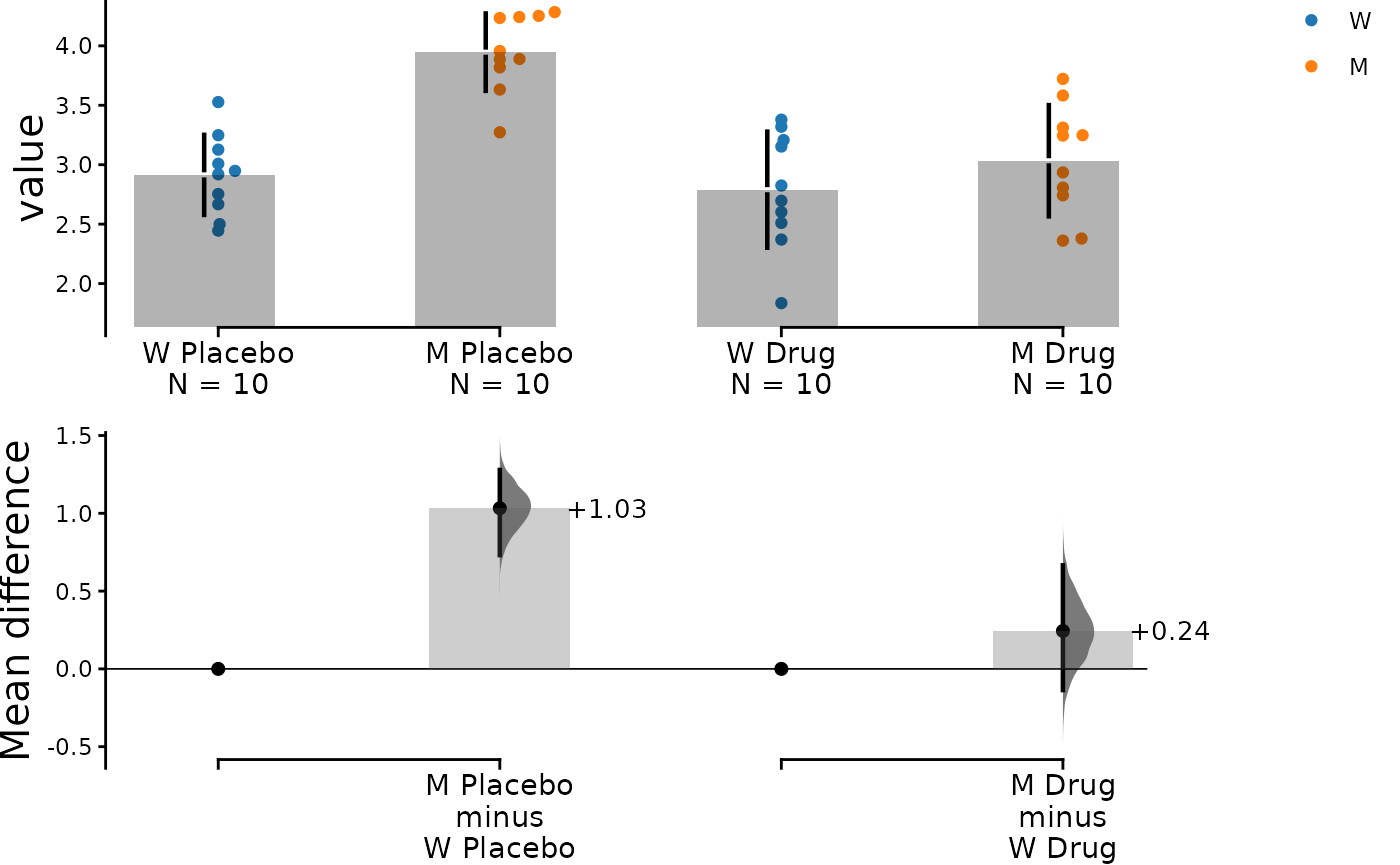 W
M
value
4.0
3.5
3.0
2.5
2.0
W Placebo
N = 10
M Placebo
N = 10
W Drug
N = 10
M Drug
N = 10
Mean difference
1.5
1.0
0.5
0.0
-0.5
+1.03
+0.24
M Placebo
minus
W Placebo
M Drug
minus
W Drug